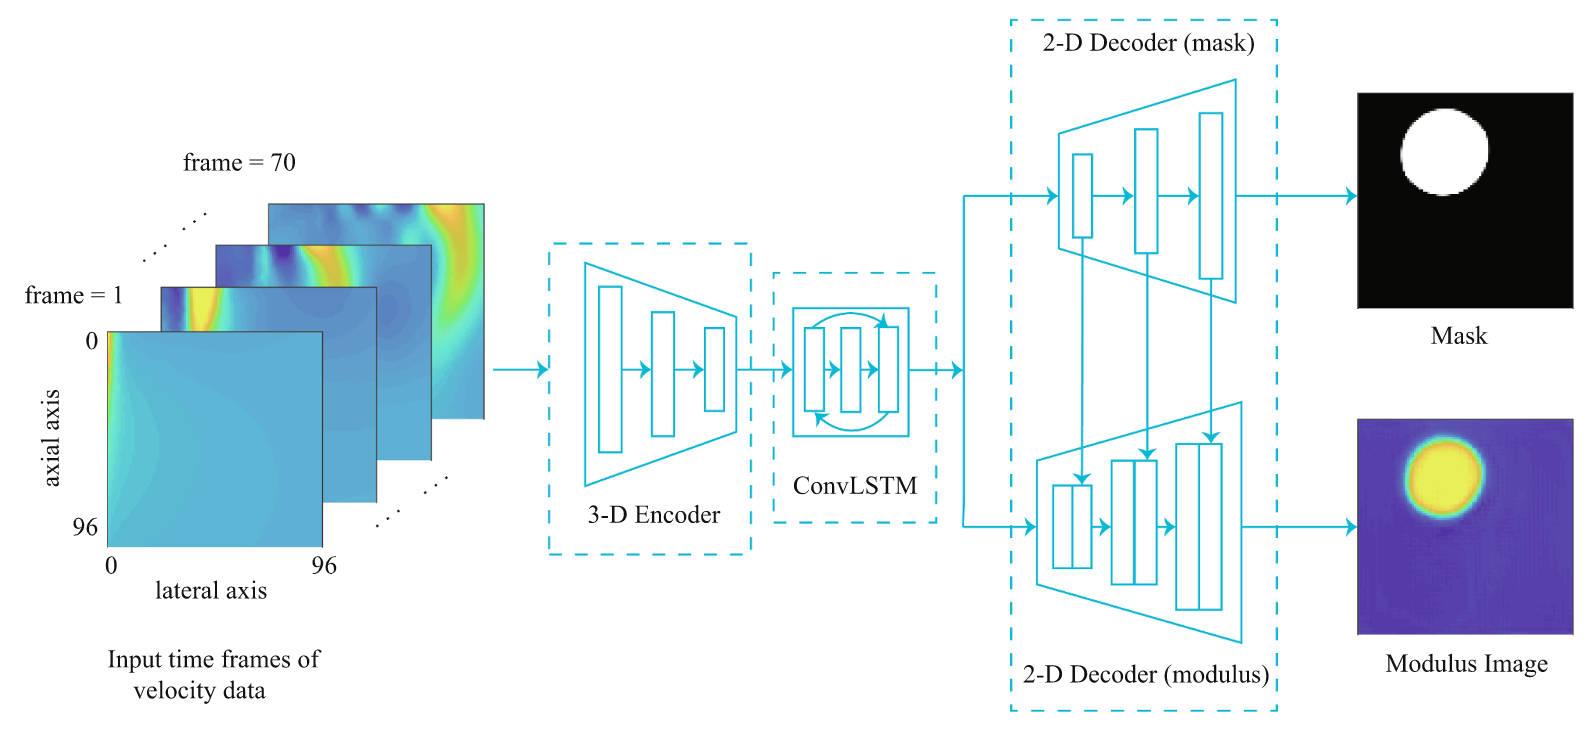 frame = 70
frame = 1
0
axial axis
96
0
96
lateral axis
Input time frames of
velocity data
3-D Encoder
ConvLSTM
2-D Decoder (mask)
2-D Decoder (modulus)
Mask
Modulus Image